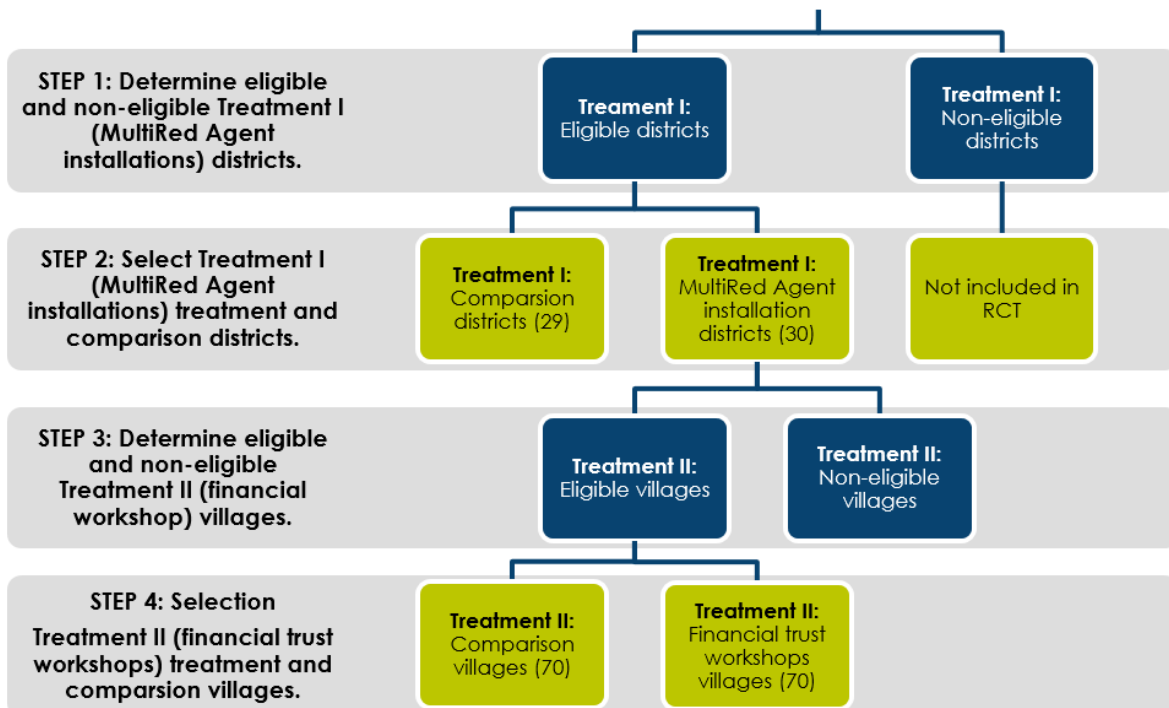 STEP 1: Determine eligible
and non-eligible Treatment I
(MultiRed Agent
installations) districts.
Treament I:
Eligible districts
Treatment I:
Non-eligible
districts
STEP 2: Select Treatment I
(MultiRed Agent
installations) treatment and
comparison districts.
Treatment I:
Comparsion
districts (29)
Treatment I:
MultiRed Agent
installation
districts (30)
Not included in
RCT
STEP 3: Determine eligible
and non-eligible
Treatment II (financial
workshop) villages.
Treatment II:
Eligible villages
Treatment II:
Non-eligible
villages
STEP 4: Selection
Treatment II (financial trust
workshops) treatment and
comparsion villages.
Treatment II:
Comparison
villages (70)
Treatment II:
Financial trust
workshops
villages (70)